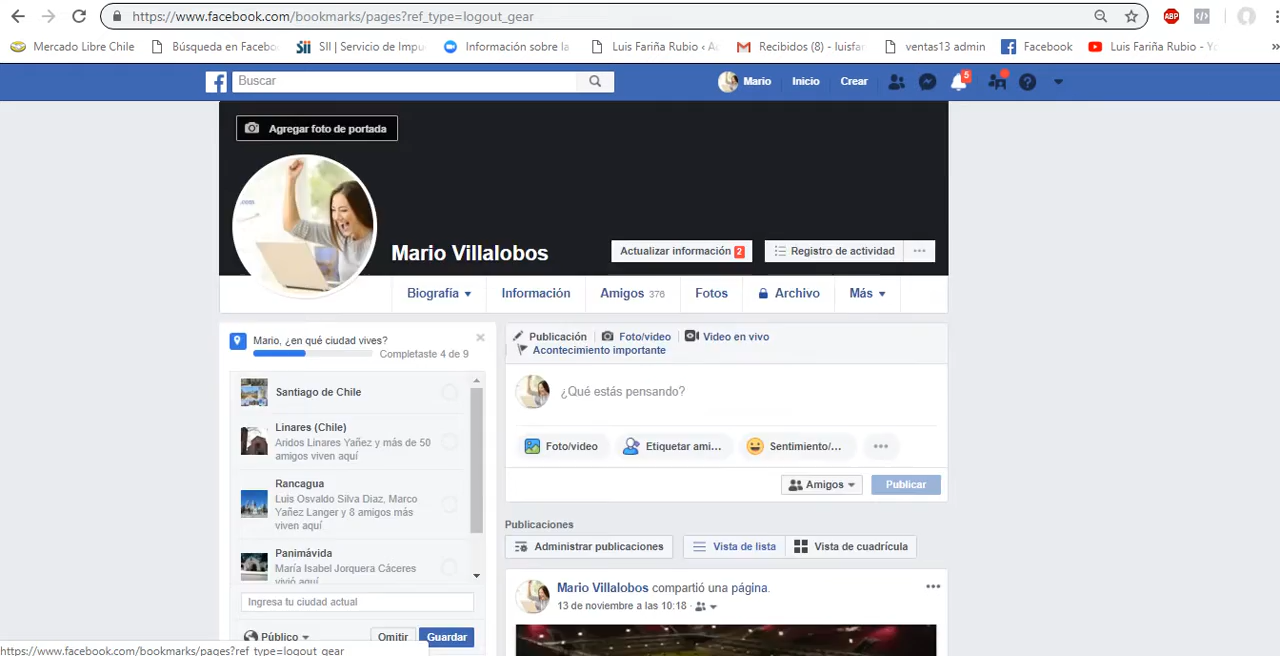 https://www.facebook.com/bookmarks/pages?ref_type=logout_gear
ABP
Mercado Libre Chile
Búsqueda en Facebo
Sii
SII | Servicio de Impu
Información sobre la
Luis Fariña Rubio ‹ A
Recibidos (8) - luisfar
ventas13 admin
Facebook
Luis Fariña Rubio - Yo
»
Buscar
Mario
Inicio
Crear
5
Agregar foto de portada
.com
Mario Villalobos
Actualizar información 2
Registro de actividad
...
Biografía
Información
Amigos 376
Fotos
Archivo
Más
Mario, ¿en qué ciudad vives?
Completaste 4 de 9
Santiago de Chile
Linares (Chile)
Aridos Linares Yañez y más de 50
amigos viven aquí
Rancagua
Luis Osvaldo Silva Diaz, Marco
Yañez Langer y 8 amigos más
viven aquí
Panimávida
María Isabel Jorquera Cáceres
vivió aquí
Ingresa tu ciudad actual
Público
Omitir
Guardar
Publicación
Foto/video
Video en vivo
Acontecimiento importante
¿Qué estás pensando?
Foto/video
Etiquetar ami...
Sentimiento/...
...
Amigos
Publicar
Publicaciones
Administrar publicaciones
Vista de lista
Vista de cuadrícula
Mario Villalobos compartió una página.
...
13 de noviembre a las 10:18 ·
https://www.facebook.com/bookmarks/pages?ref_type=logout_gear